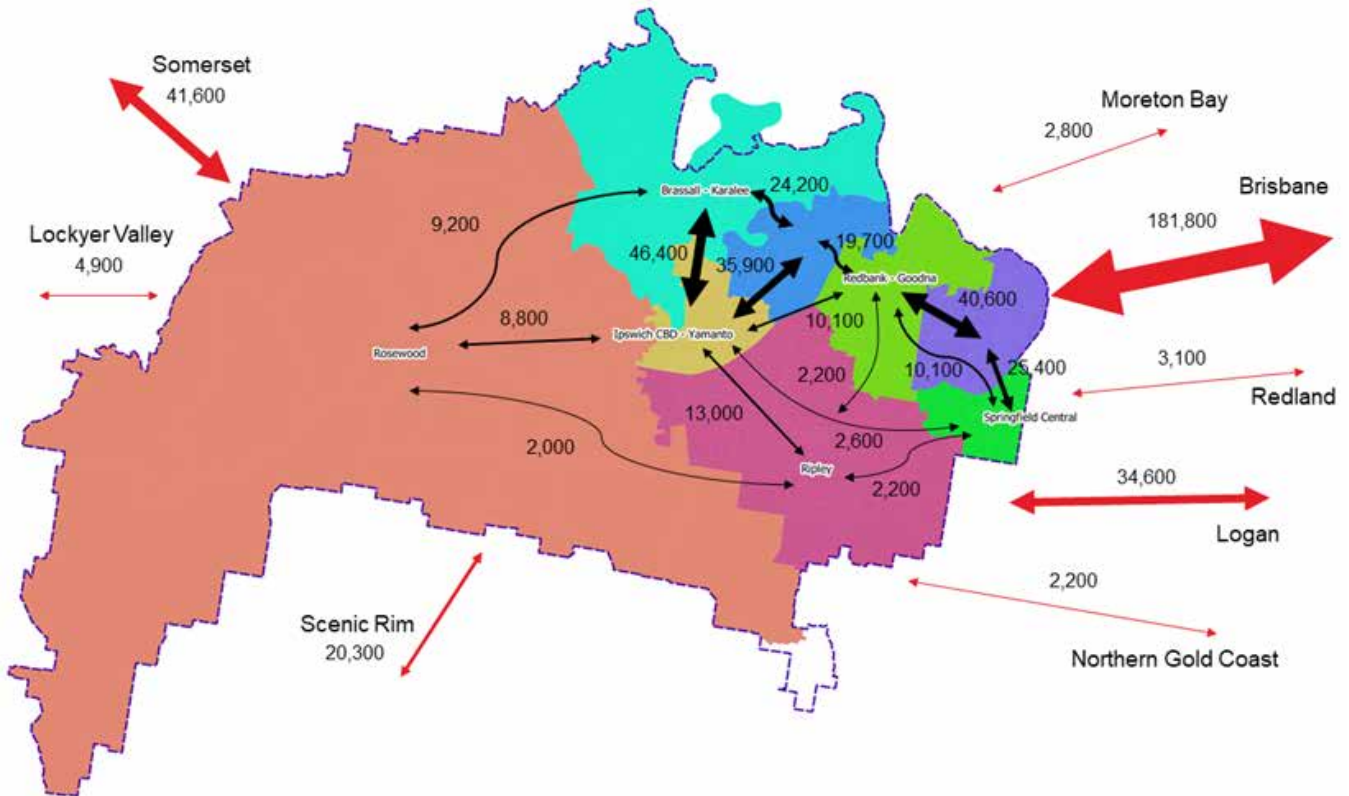 Somerset
41,600
Moreton Bay
2,800
Brisbane
181,800
Lockyer Valley
4,900
9,200
Brassall - Karalee
24,200
46,400
35,900
19,700
Redbank - Goodna
40,600
8,800
Ipswich CBD - Yamanto
10,100
Rosewood
2,200
10,100
25,400
3,100
Redland
13,000
Springfield Central
2,600
2,000
Ripley
2,200
34,600
Logan
2,200
Northern Gold Coast
Scenic Rim
20,300